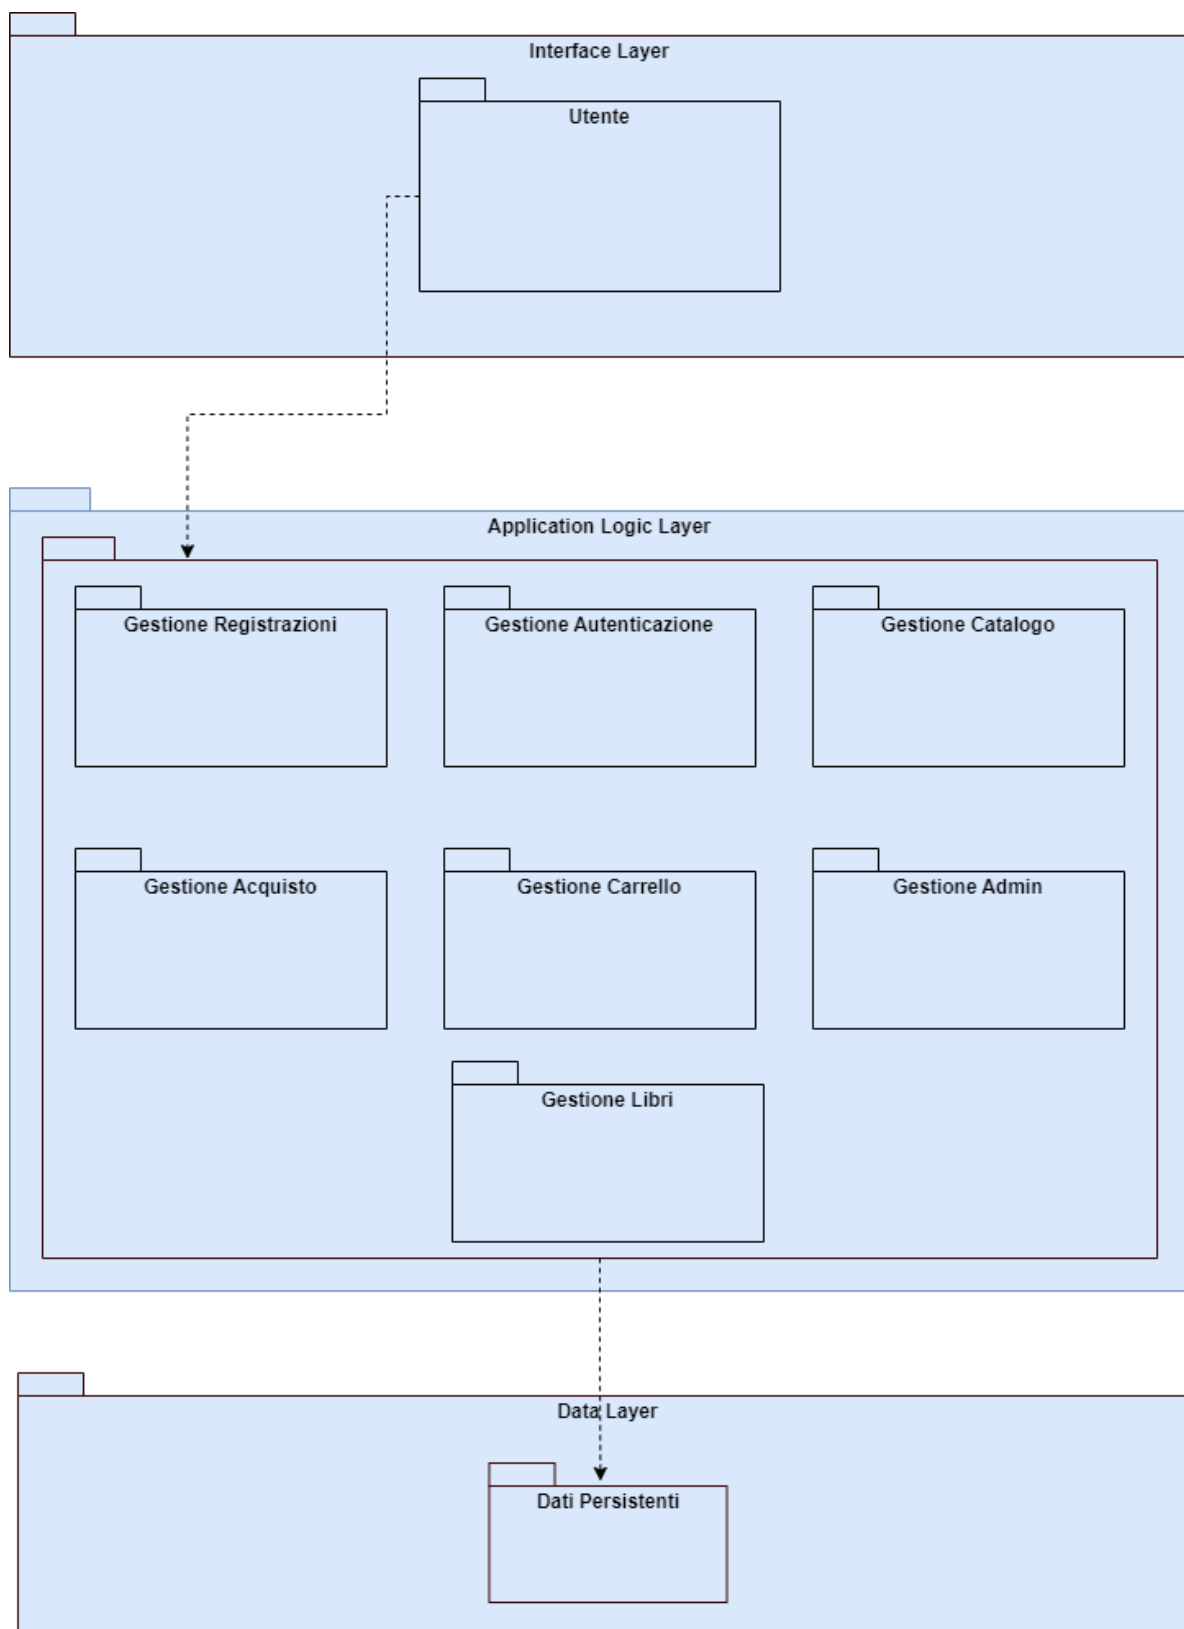 Interface Layer
Utente
Application Logic Layer
Gestione Registrazioni
Gestione Autenticazione
Gestione Catalogo
Gestione Acquisto
Gestione Carrello
Gestione Admin
Gestione Libri
Data Layer
Dati Persistenti